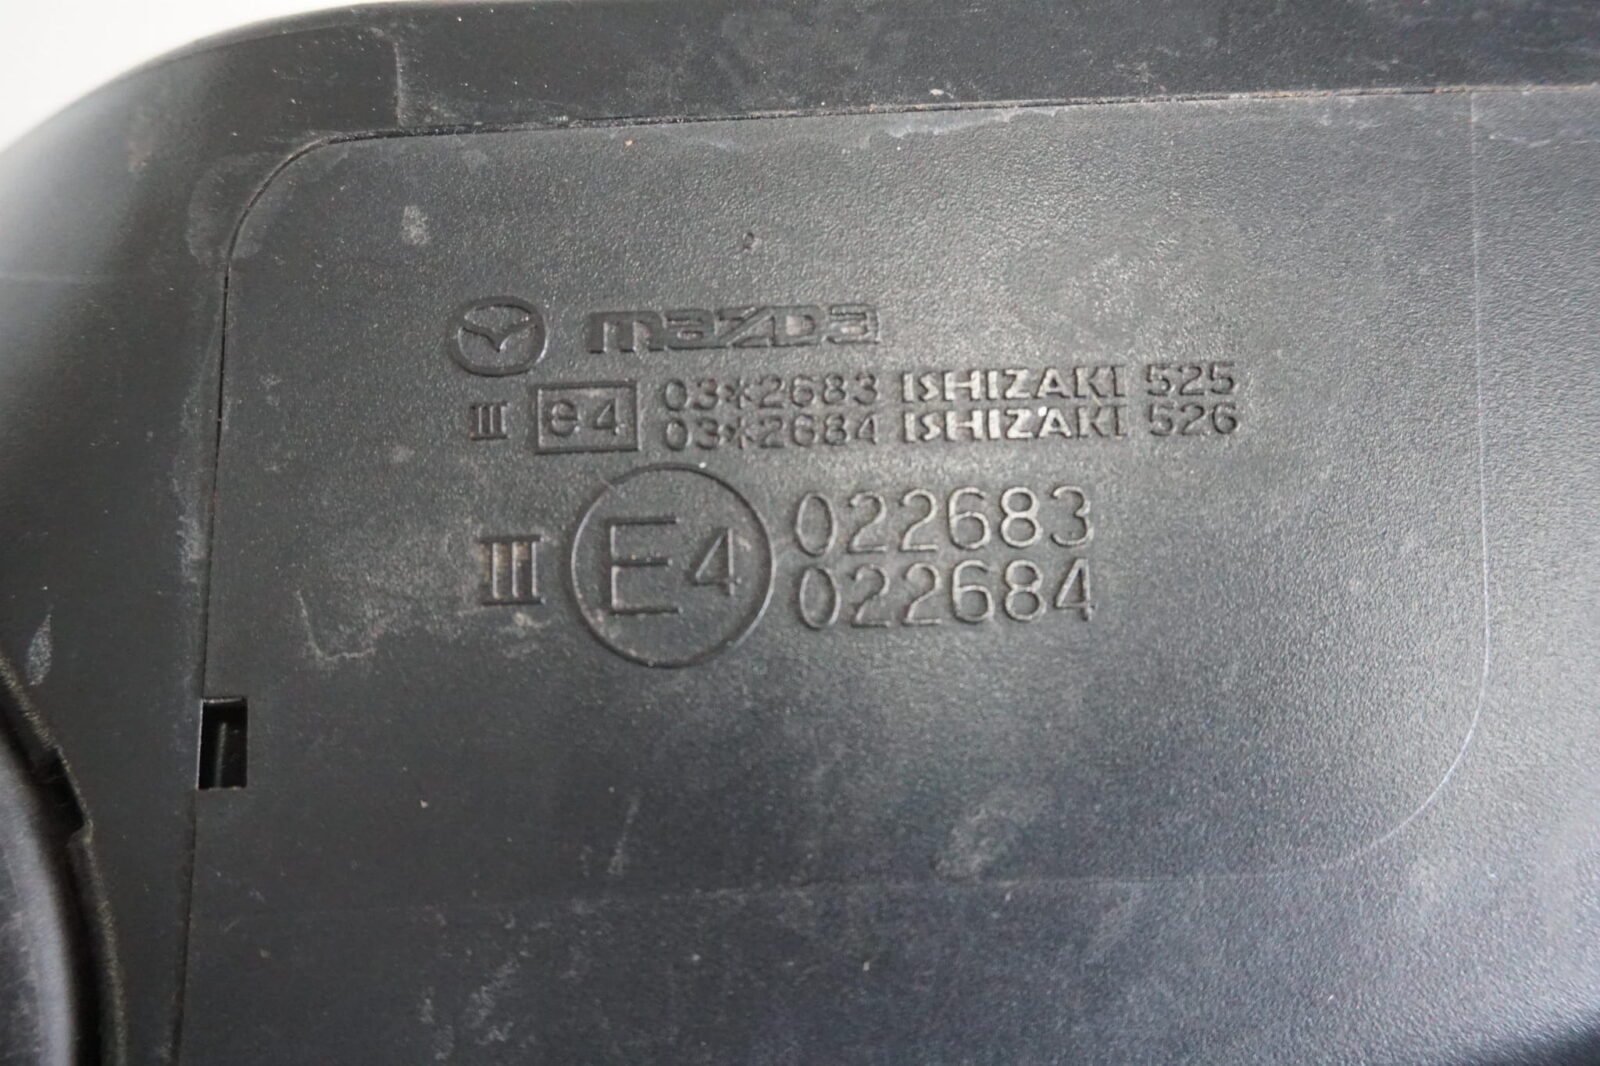 mazda
III e4 03*2683 ISHIZAKI 525
03*2684 ISHIZAKI 526
III E4 022683
022684